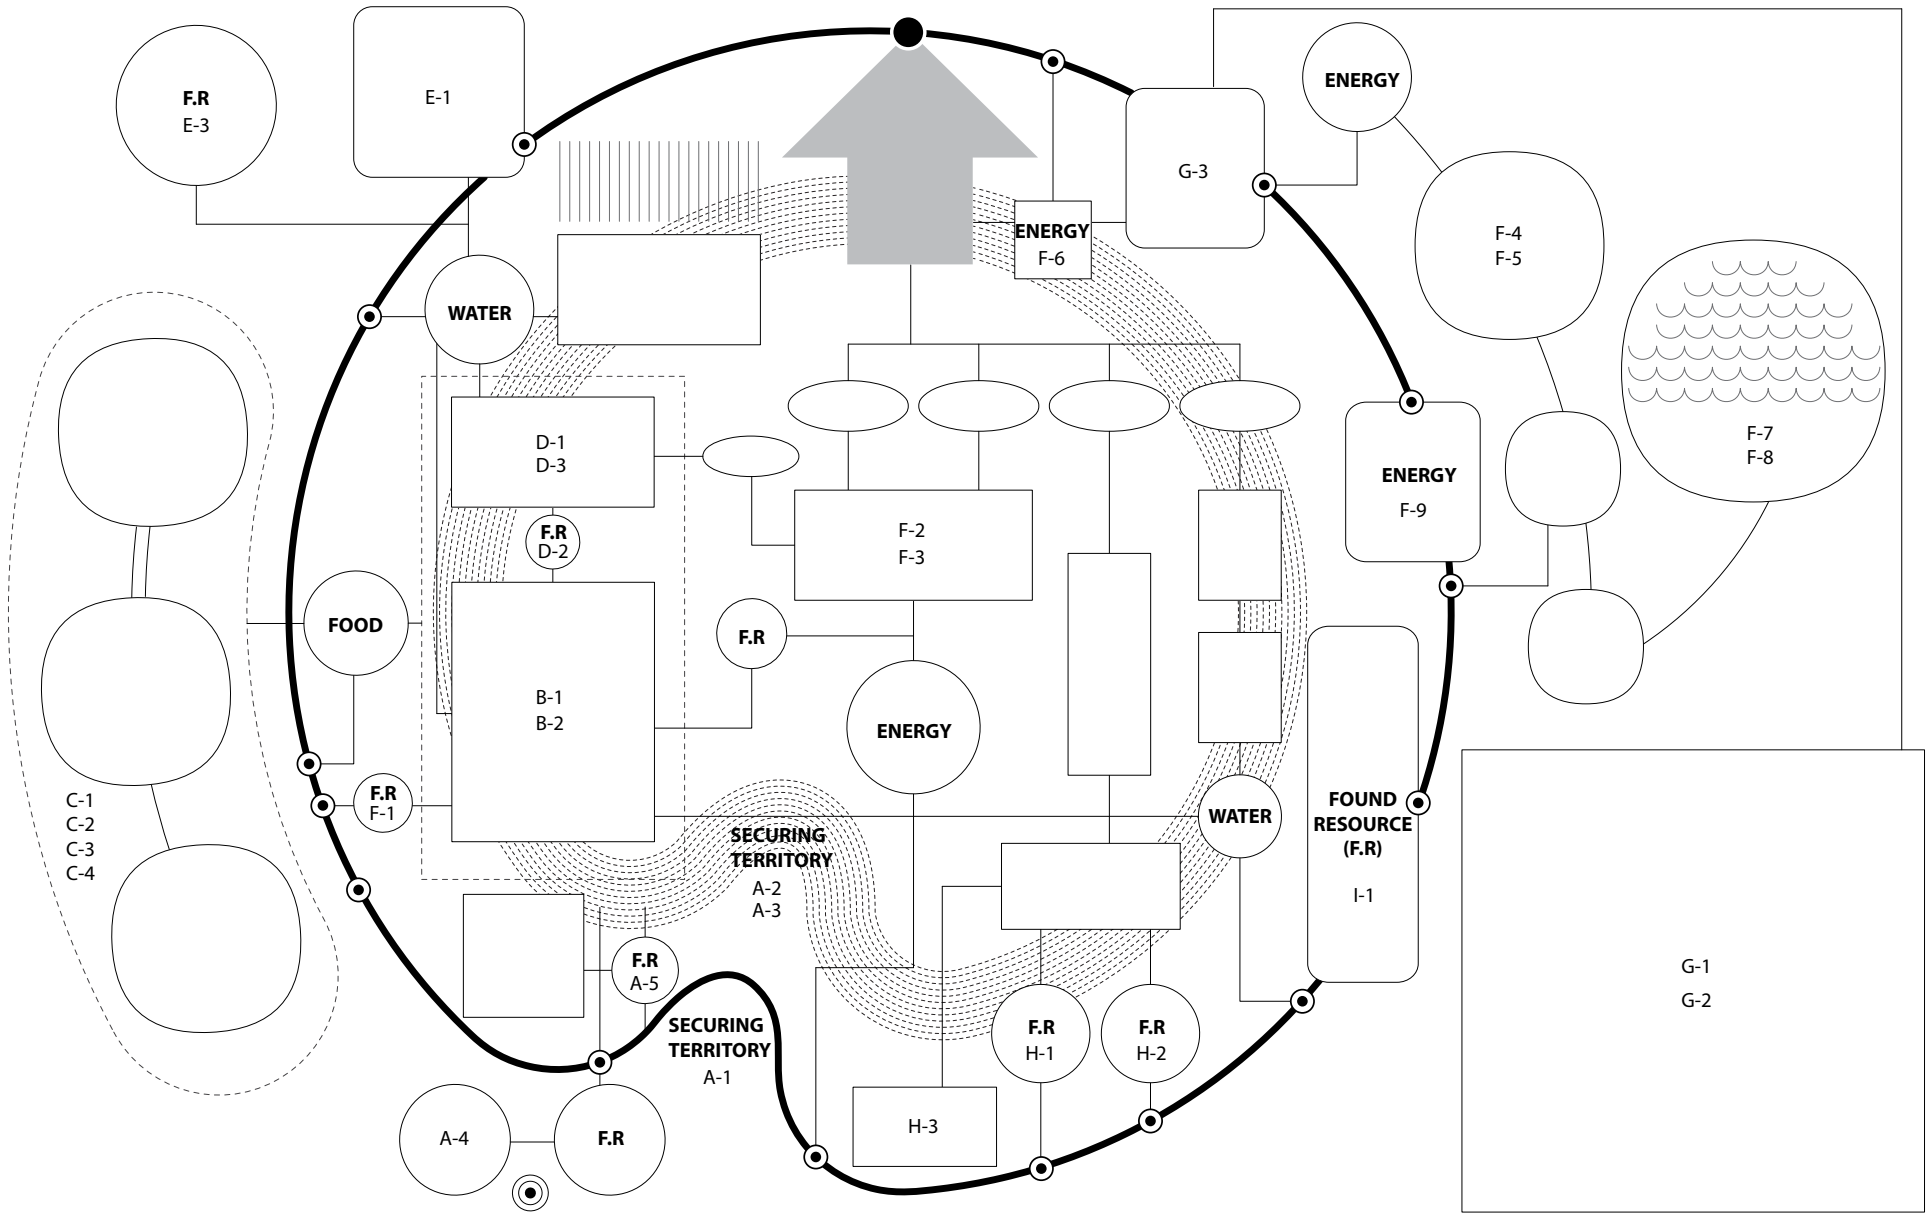 F.R
E-3
E-1
ENERGY
G-3
F-4
F-5
ENERGY
F-6
WATER
F-7
F-8
D-1
D-3
ENERGY
F-9
F.R
D-2
F-2
F-3
FOOD
F.R
B-1
B-2
ENERGY
F.R
F-1
C-1
C-2
C-3
C-4
SECURING
TERRITORY
A-2
A-3
WATER
FOUND
RESOURCE
(F.R)
I-1
F.R
A-5
G-1
G-2
SECURING
TERRITORY
A-1
F.R
H-1
F.R
H-2
A-4
F.R
H-3